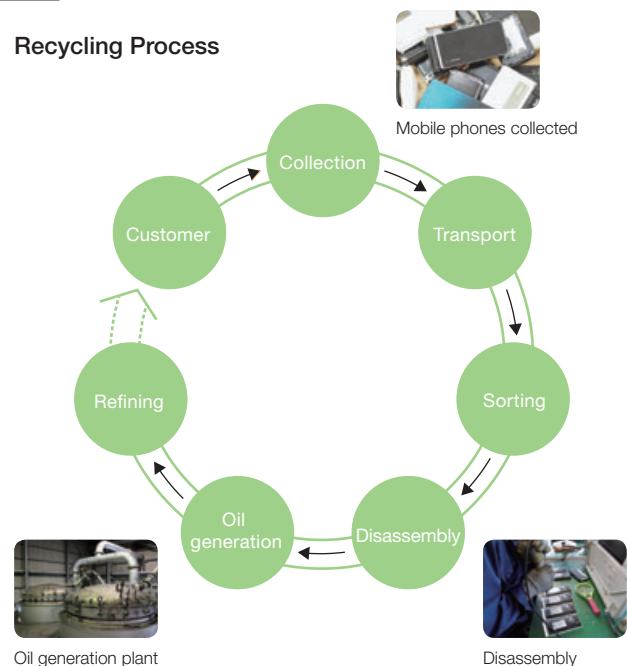 Recycling Process
Mobile phones collected
Collection
Customer
Transport
Refining
Sorting
Oil
generation
Disassembly
Oil generation plant
Disassembly